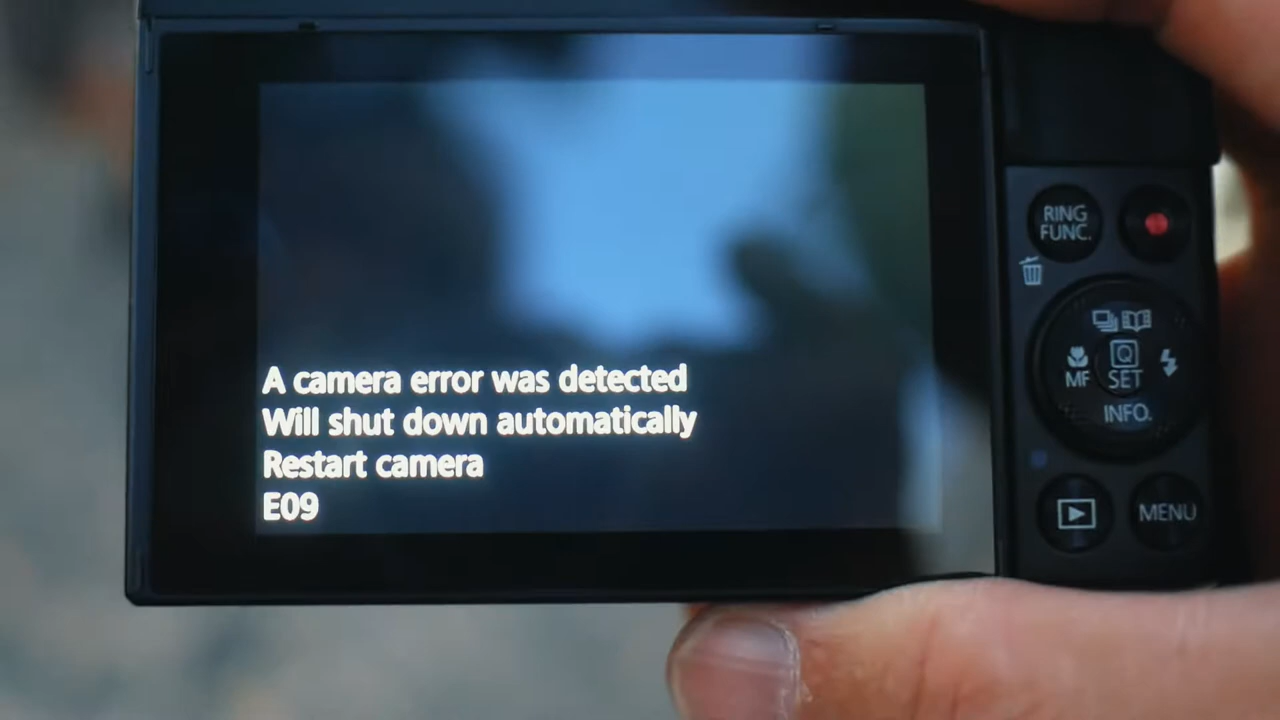 A camera error was detected
Will shut down automatically
Restart camera
E09
RING
FUNC.
MF
Q
SET
INFO.
MENU